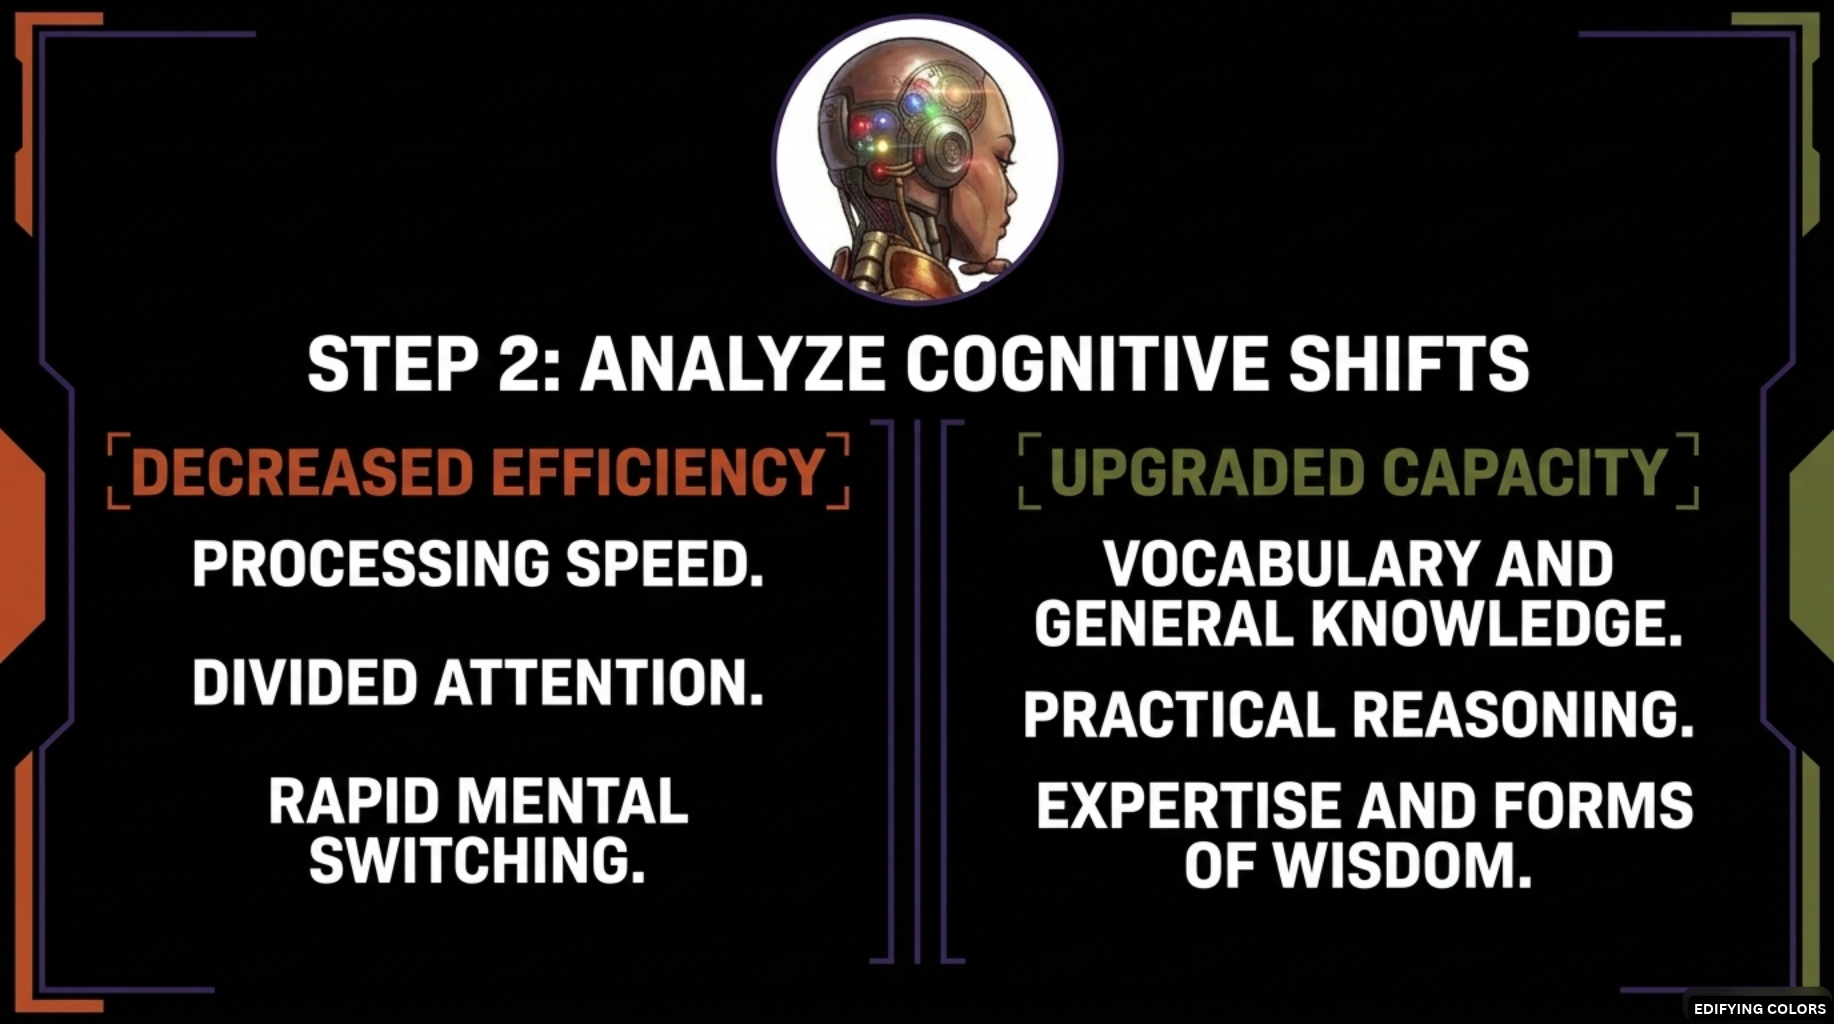 STEP 2: ANALYZE COGNITIVE SHIFTS
DECREASED EFFICIENCY
PROCESSING SPEED.
DIVIDED ATTENTION.
RAPID MENTAL
SWITCHING.
UPGRADED CAPACITY
VOCABULARY AND
GENERAL KNOWLEDGE.
PRACTICAL REASONING.
EXPERTISE AND FORMS
OF WISDOM.
EDIFYING COLORS